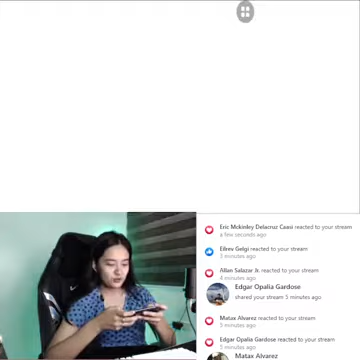 Eric Mckinley Delacruz Caasi reacted to your stream
a few seconds ago
Eilrev Gelgi reacted to your stream
3 minutes ago
Allan Salazar Jr. reacted to your stream
4 minutes ago
Edgar Opalia Gardose
shared your stream 5 minutes ago
Matax Alvarez reacted to your stream
5 minutes ago
Edgar Opalia Gardose reacted to your stream
5 minutes ago
Matax Alvarez